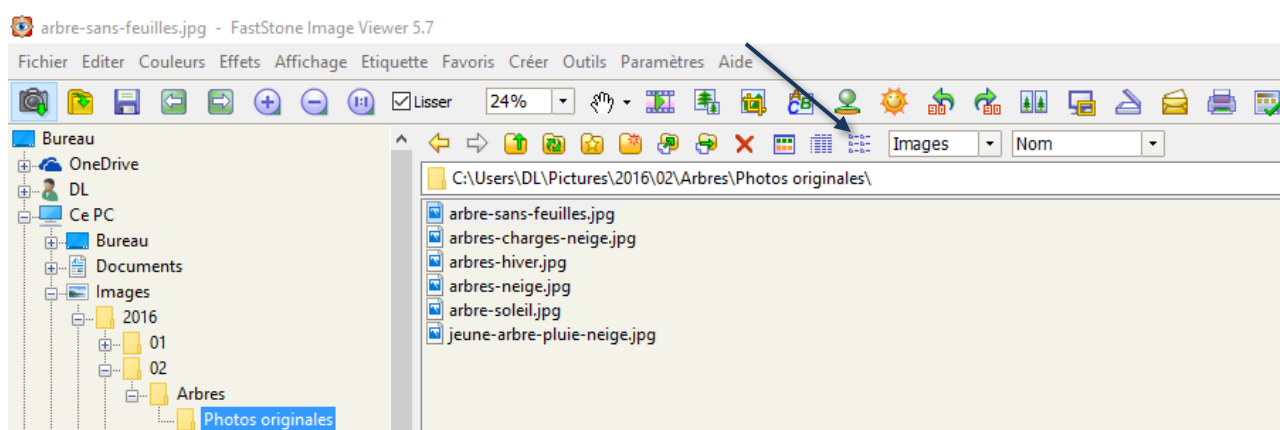 arbre-sans-feuilles.jpg - FastStone Image Viewer 5.7
Fichier Editer Couleurs Effets Affichage Etiquette Favoris Créer Outils Paramètres Aide
1:1 Lisser 24% A B
Bureau
Images Nom
OneDrive
C:\Users\DL\Pictures\2016\02\Arbres\Photos originales\
DL
Ce PC
arbre-sans-feuilles.jpg
Bureau
arbres-charges-neige.jpg
Documents
arbres-hiver.jpg
Images
arbres-neige.jpg
2016
arbre-soleil.jpg
01
jeune-arbre-pluie-neige.jpg
02
Arbres
Photos originales